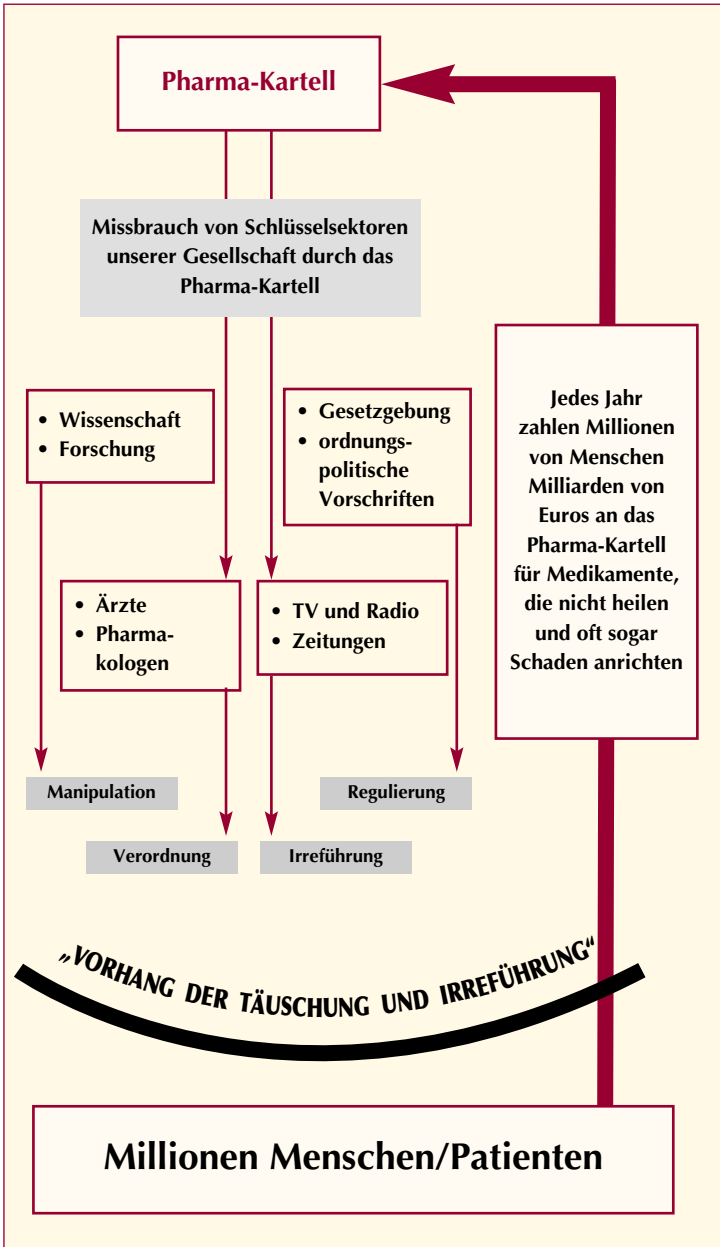 Pharma-Kartell
Missbrauch von Schlüsselsektoren
unserer Gesellschaft durch das
Pharma-Kartell
• Wissenschaft
• Forschung
• Gesetzgebung
• ordnungs-
politische
Vorschriften
• Ärzte
• Pharma-
kologen
• TV und Radio
• Zeitungen
Manipulation
Regulierung
Verordnung
Irreführung
Jedes Jahr
zahlen Millionen
von Menschen
Milliarden von
Euros an das
Pharma-Kartell
für Medikamente,
die nicht heilen
und oft sogar
Schaden anrichten
„VORHANG DER TÄUSCHUNG UND IRREFÜHRUNG“
Millionen Menschen/Patienten